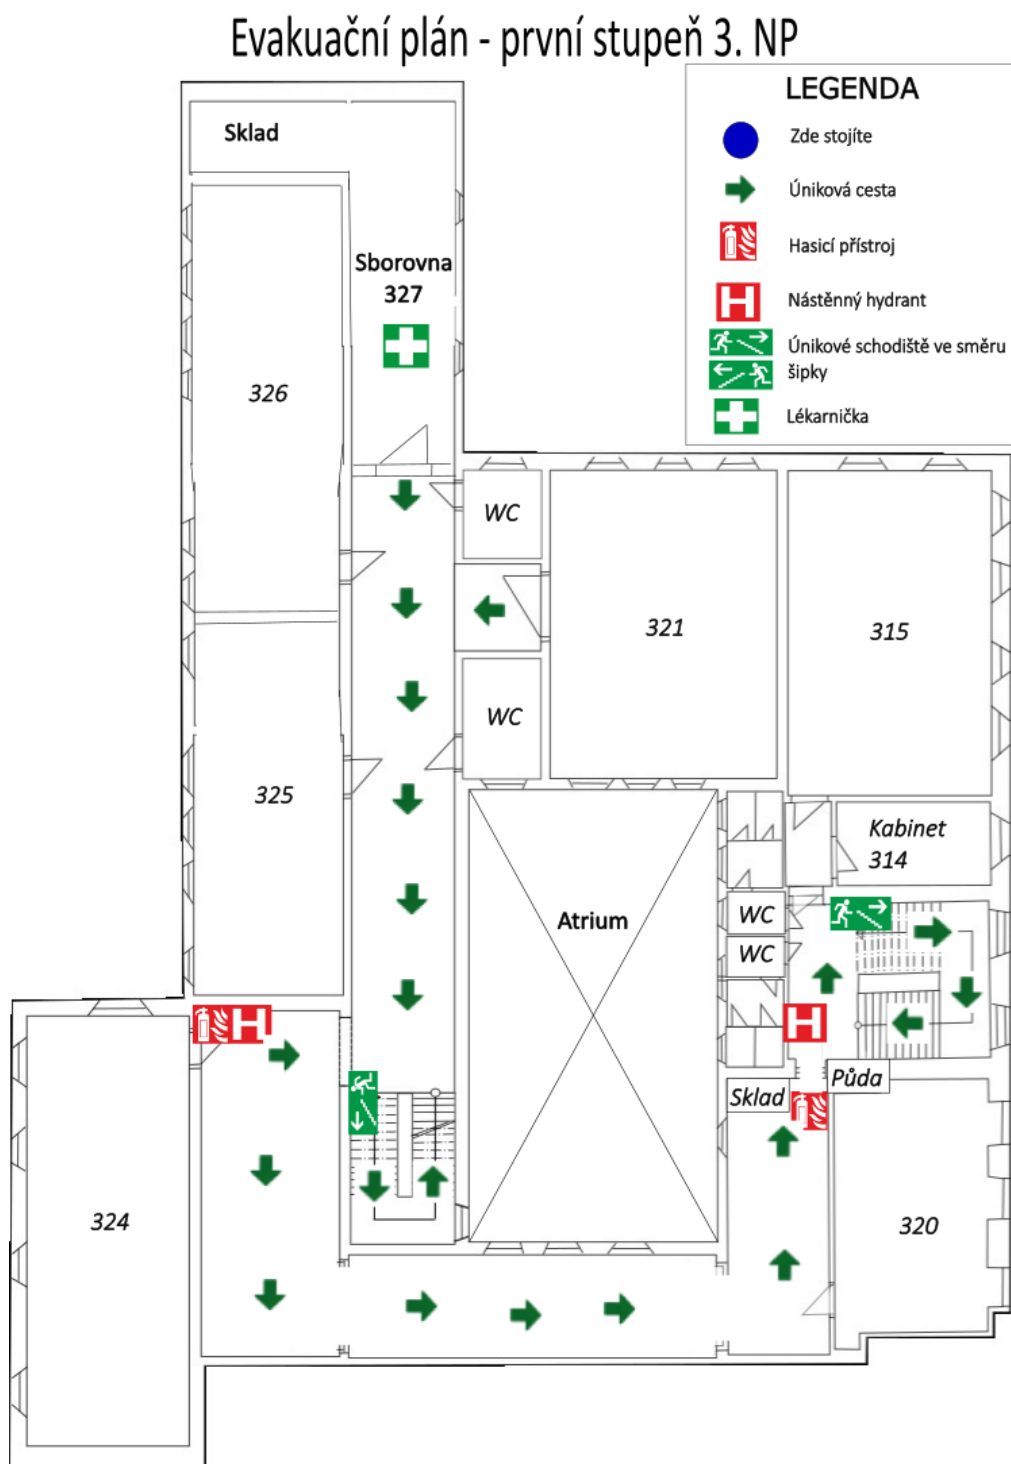 Evakuační plán - první stupeň 3. NP
LEGENDA
Zde stojíte
Úniková cesta
Hasicí přístroj
H
Nástěnný hydrant
Únikové schodiště ve směru
šipky
Lékarnička
Sklad
Sborovna
327
326
WC
321
315
WC
325
Kabinet
314
WC
Atrium
WC
H
H
Půda
Sklad
324
320